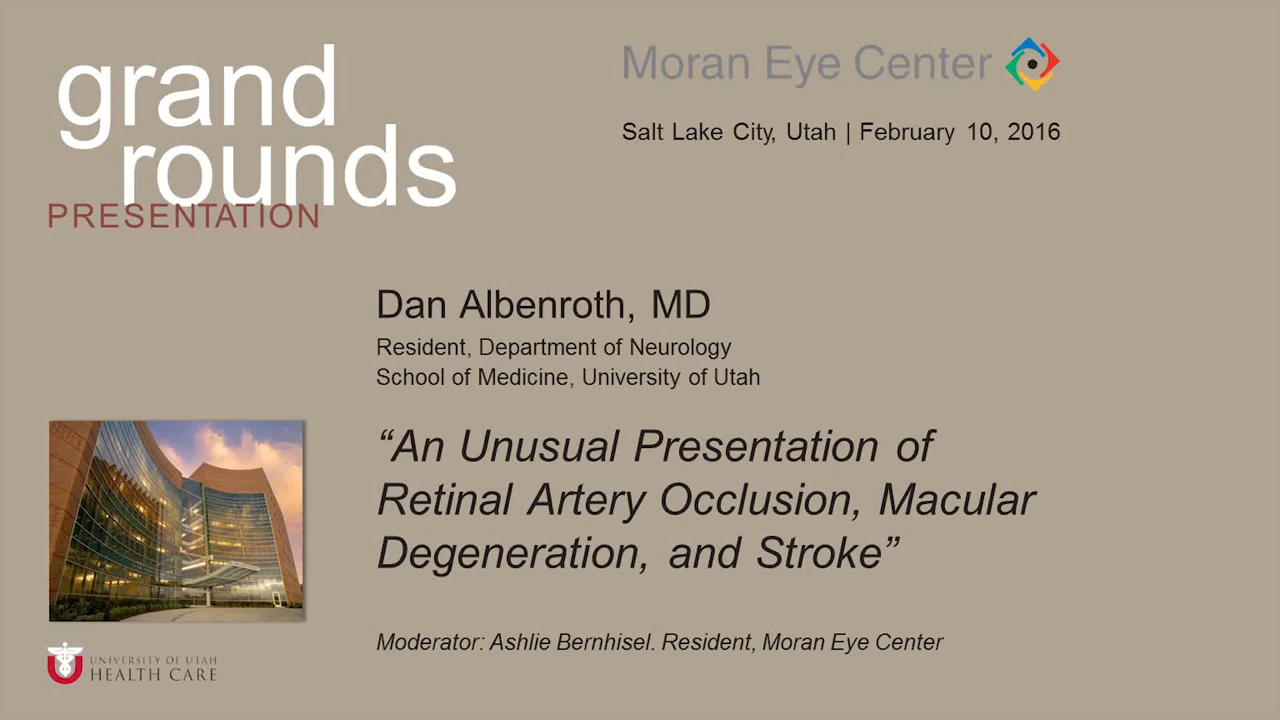 grand
rounds
PRESENTATION
Moran Eye Center
Salt Lake City, Utah | February 10, 2016
Dan Albenroth, MD
Resident, Department of Neurology
School of Medicine, University of Utah
“An Unusual Presentation of
Retinal Artery Occlusion, Macular
Degeneration, and Stroke”
Moderator: Ashlie Bernhisel. Resident, Moran Eye Center
UNIVERSITY OF UTAH
HEALTH CARE